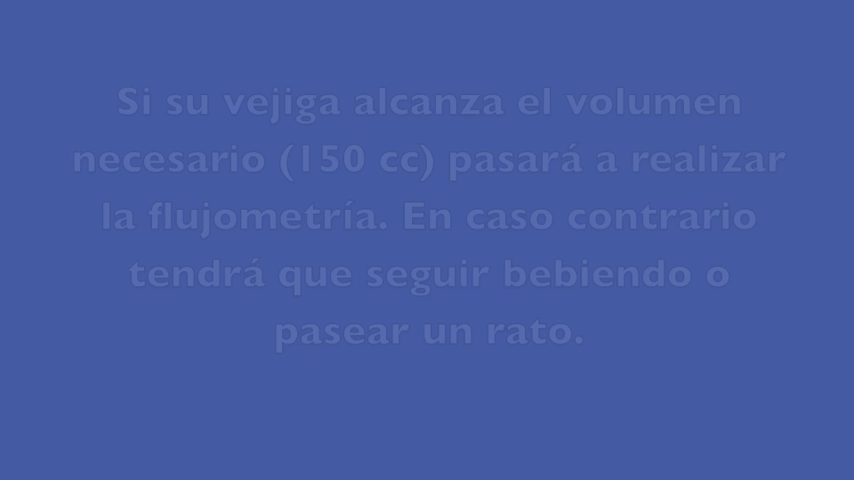 Si su vejiga alcanza el volumen
necesario (150 cc) pasará a realizar
la flujometría. En caso contrario
tendrá que seguir bebiendo o
pasear un rato.